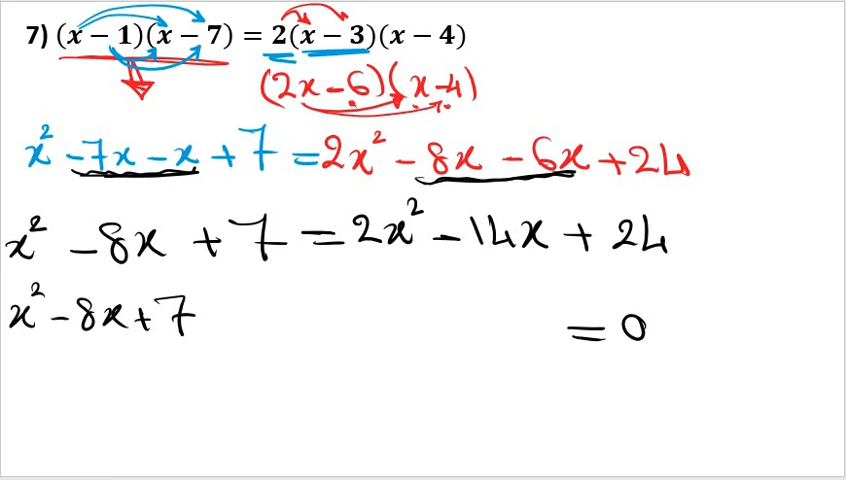 7) (x − 1)(x − 7) = 2(x − 3)(x − 4)
(2x − 6)(x − 4)
x² − 7x − x + 7 = 2x² − 8x − 6x + 24
x² − 8x + 7 = 2x² − 14x + 24
x² − 8x + 7 = 0